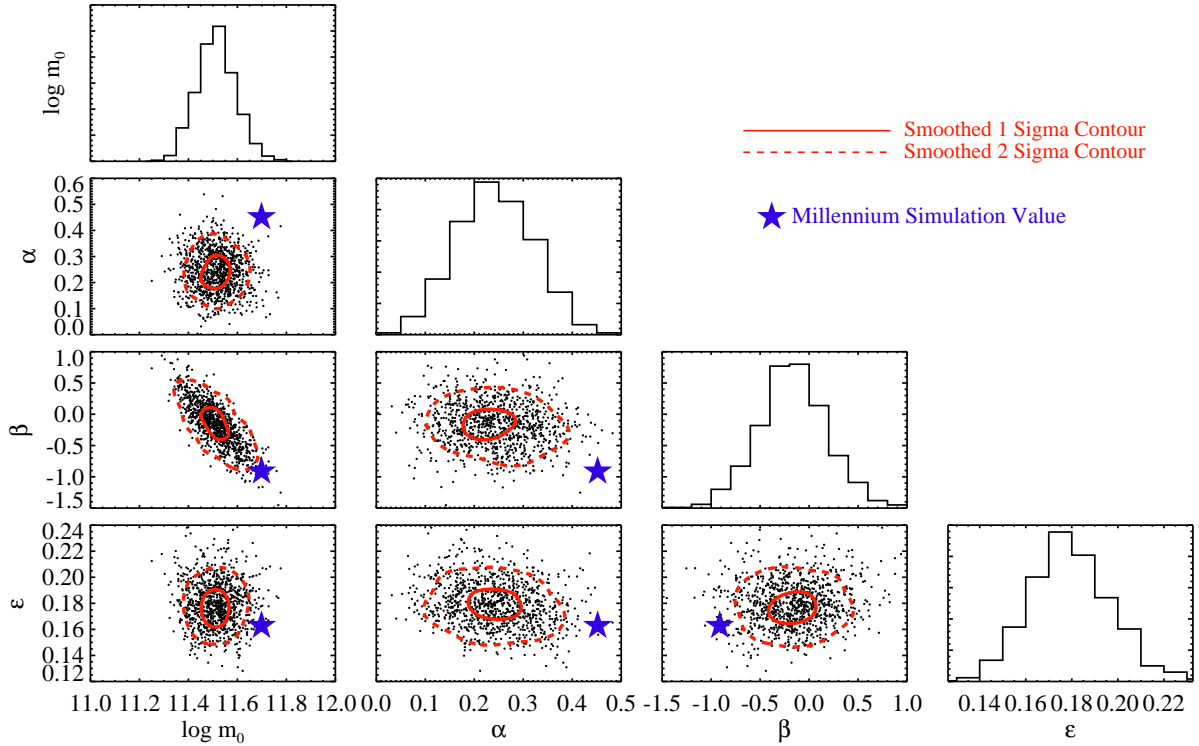 log m0
Smoothed 1 Sigma Contour
Smoothed 2 Sigma Contour
Millennium Simulation Value
0.6
0.5
0.4
0.3
0.2
0.1
0.0
α
1.0
0.5
0.0
-0.5
-1.0
-1.5
β
0.24
0.22
0.20
0.18
0.16
0.14
0.12
ε
11.0 11.2 11.4 11.6 11.8 12.0
0.0 0.1 0.2 0.3 0.4 0.5
-1.5 -1.0 -0.5 0.0 0.5 1.0
0.14 0.16 0.18 0.20 0.22
log m0 α β ε